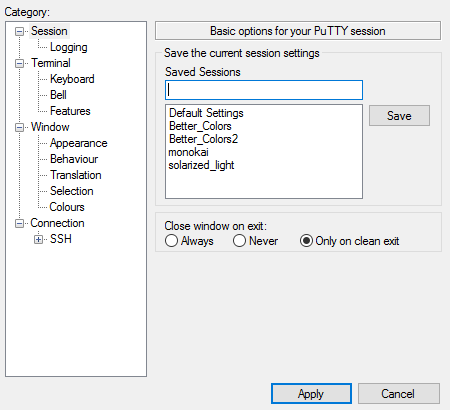 Category:
Session
Logging
Terminal
Keyboard
Bell
Features
Window
Appearance
Behaviour
Translation
Selection
Colours
Connection
SSH
Basic options for your PuTTY session
Save the current session settings
Saved Sessions
Default Settings
Better_Colors
Better_Colors2
monokai
solarized_light
Save
Close window on exit:
Always Never Only on clean exit
Apply Cancel